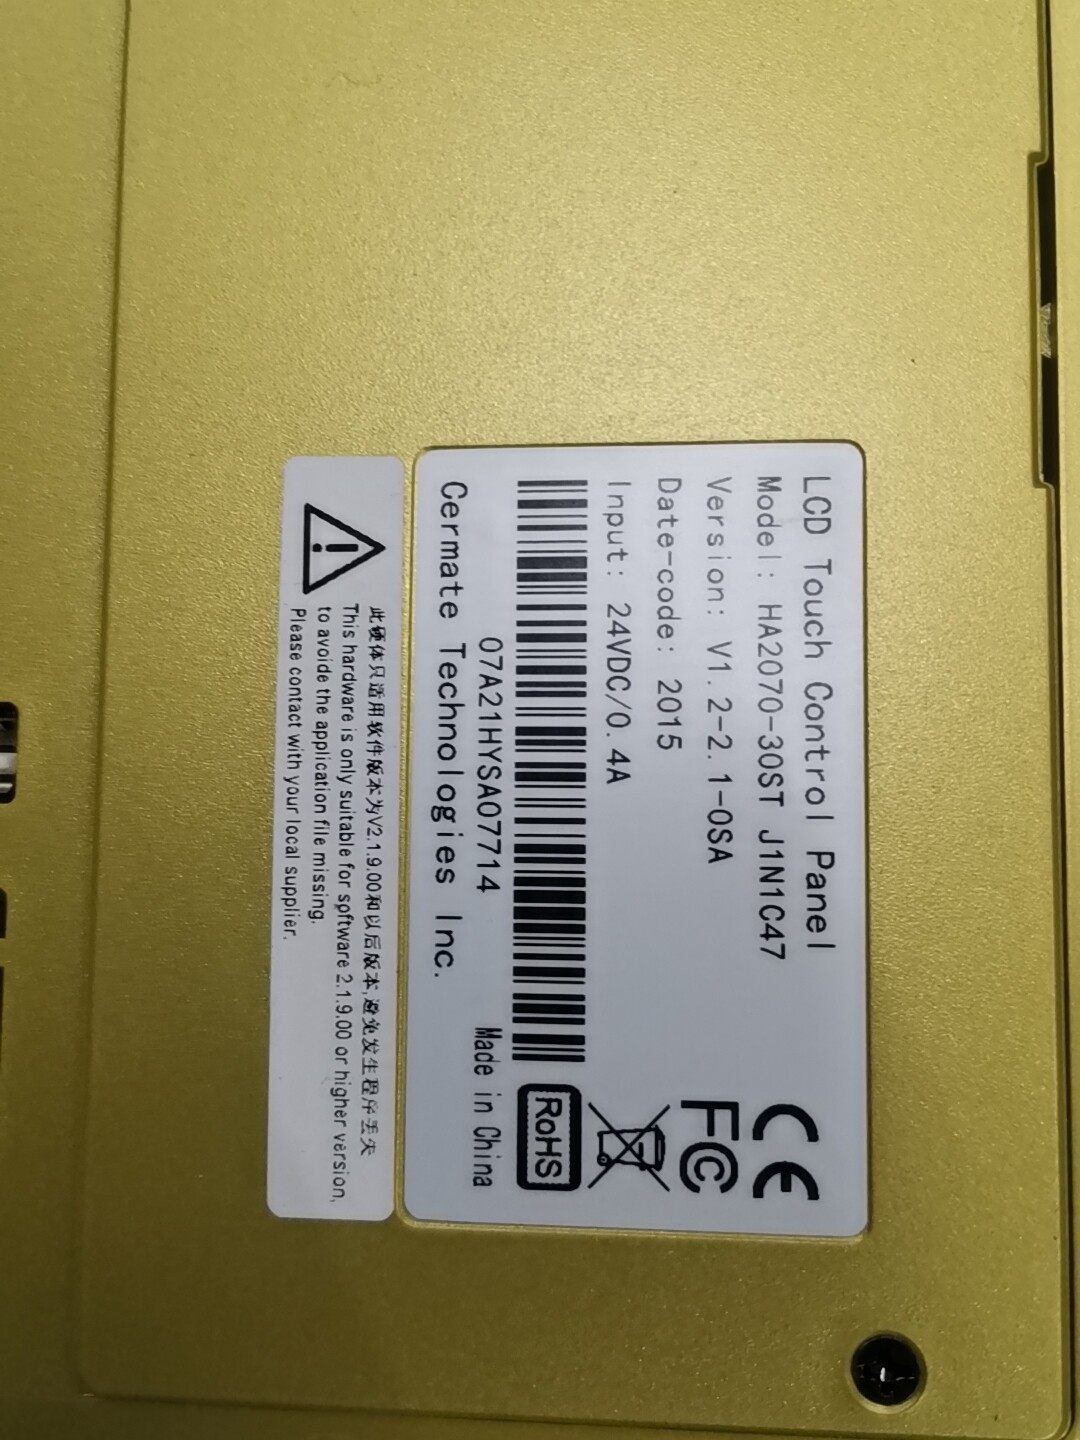 LCD Touch Control Panel
Model: HA2070-30ST J1N1C47
Version: V1.2-2.1-0SA
Date-code: 2015
Input: 24VDC/0.4A
CE
FC
RoHS
07A21HYSA07714
Made in China
Cermate Technologies Inc.
此硬体只适用软件版本为V2.1.9.00和以后版本,避免发生程序丢失
This hardware is only suitable for software 2.1.9.00 or higher version,
to avoide the application file missing.
Please contact with your local supplier.